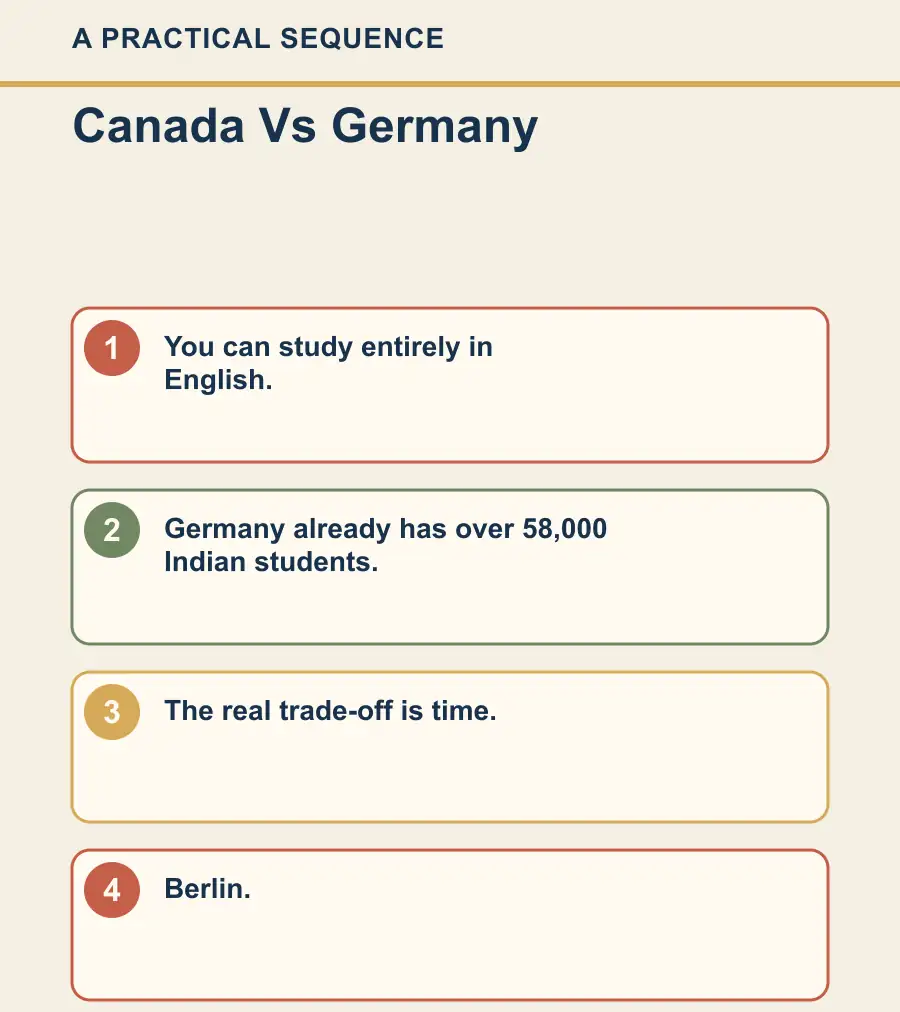 A PRACTICAL SEQUENCE
Canada Vs Germany
1
You can study entirely in
English.
2
Germany already has over 58,000
Indian students.
3
The real trade-off is time.
4
Berlin.